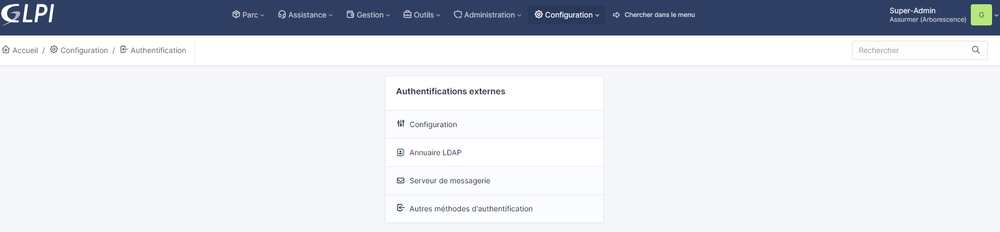 GLPI
Parc
Assistance
Gestion
Outils
Administration
Configuration
Chercher dans le menu
Super-Admin
Assurmer (Arborescence)
G
Accueil / Configuration / Authentification
Rechercher
Authentifications externes
Configuration
Annuaire LDAP
Serveur de messagerie
Autres méthodes d'authentification